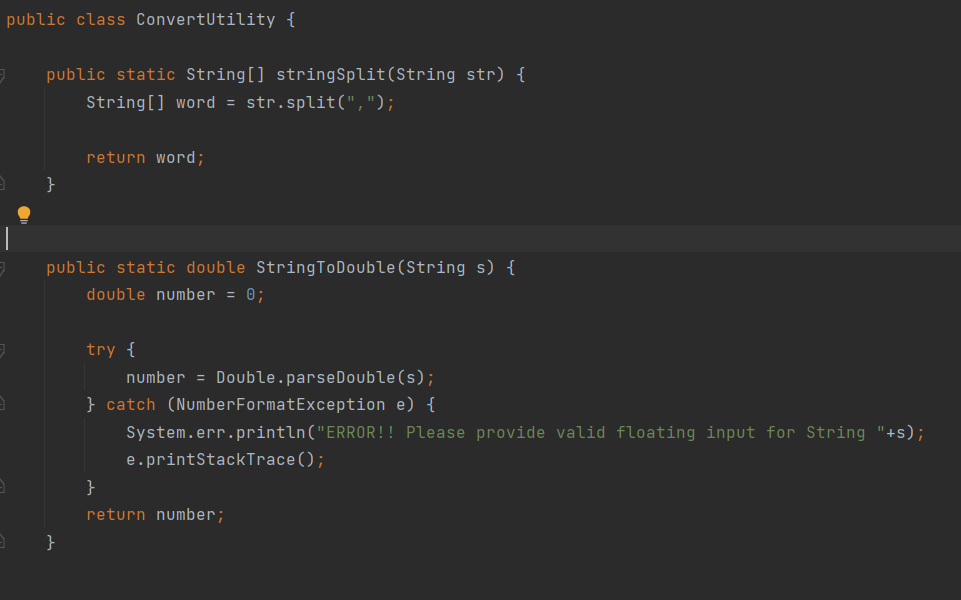 public class ConvertUtility {
public static String[] stringSplit(String str) {
String[] word = str.split(",");
return word;
}
public static double StringToDouble(String s) {
double number = 0;
try {
number = Double.parseDouble(s);
} catch (NumberFormatException e) {
System.err.println("ERROR!! Please provide valid floating input for String "+s);
e.printStackTrace();
}
return number;
}